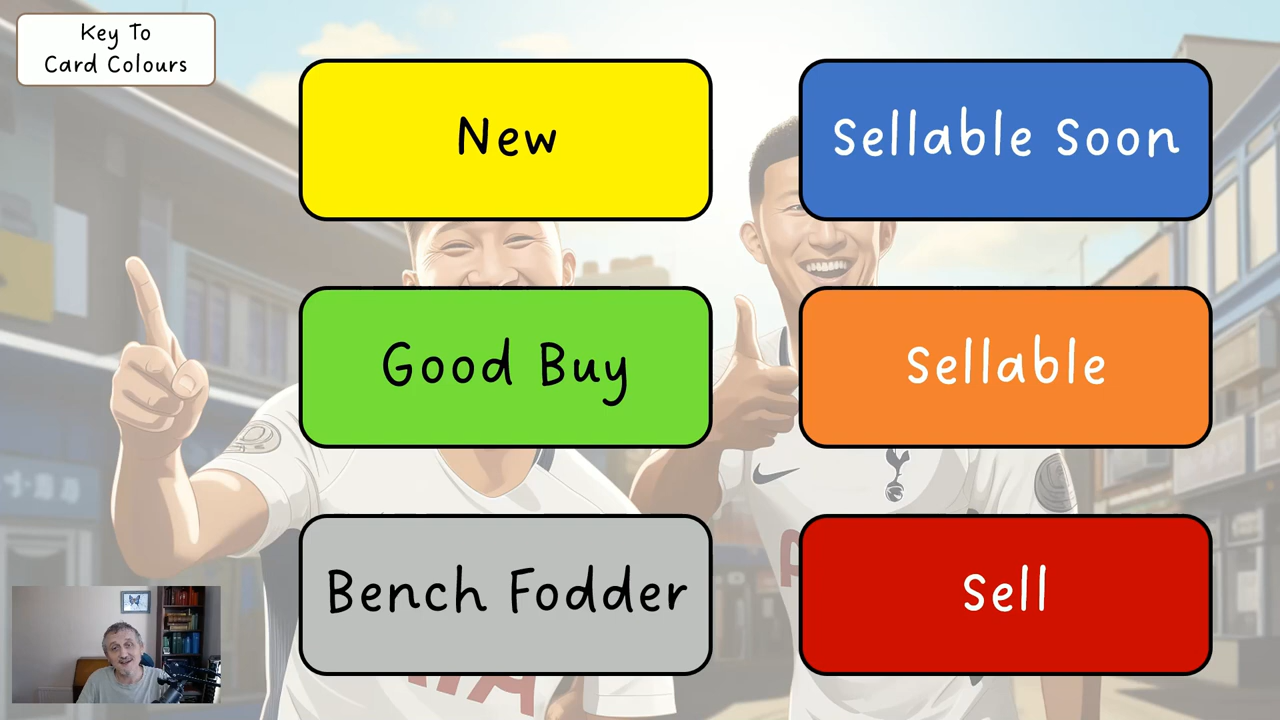 Key To
Card Colours
New
Sellable Soon
Good Buy
Sellable
Bench Fodder
Sell